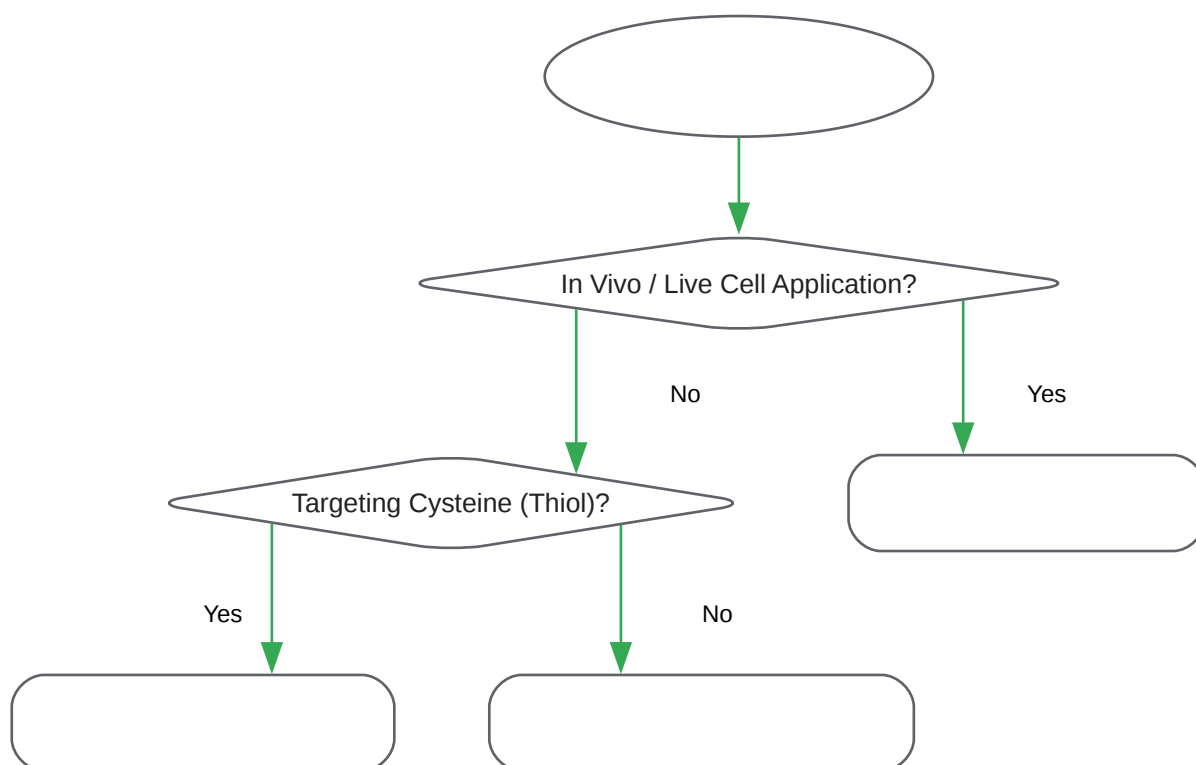 In Vivo / Live Cell Application?
No
Yes
Targeting Cysteine (Thiol)?
Yes
No